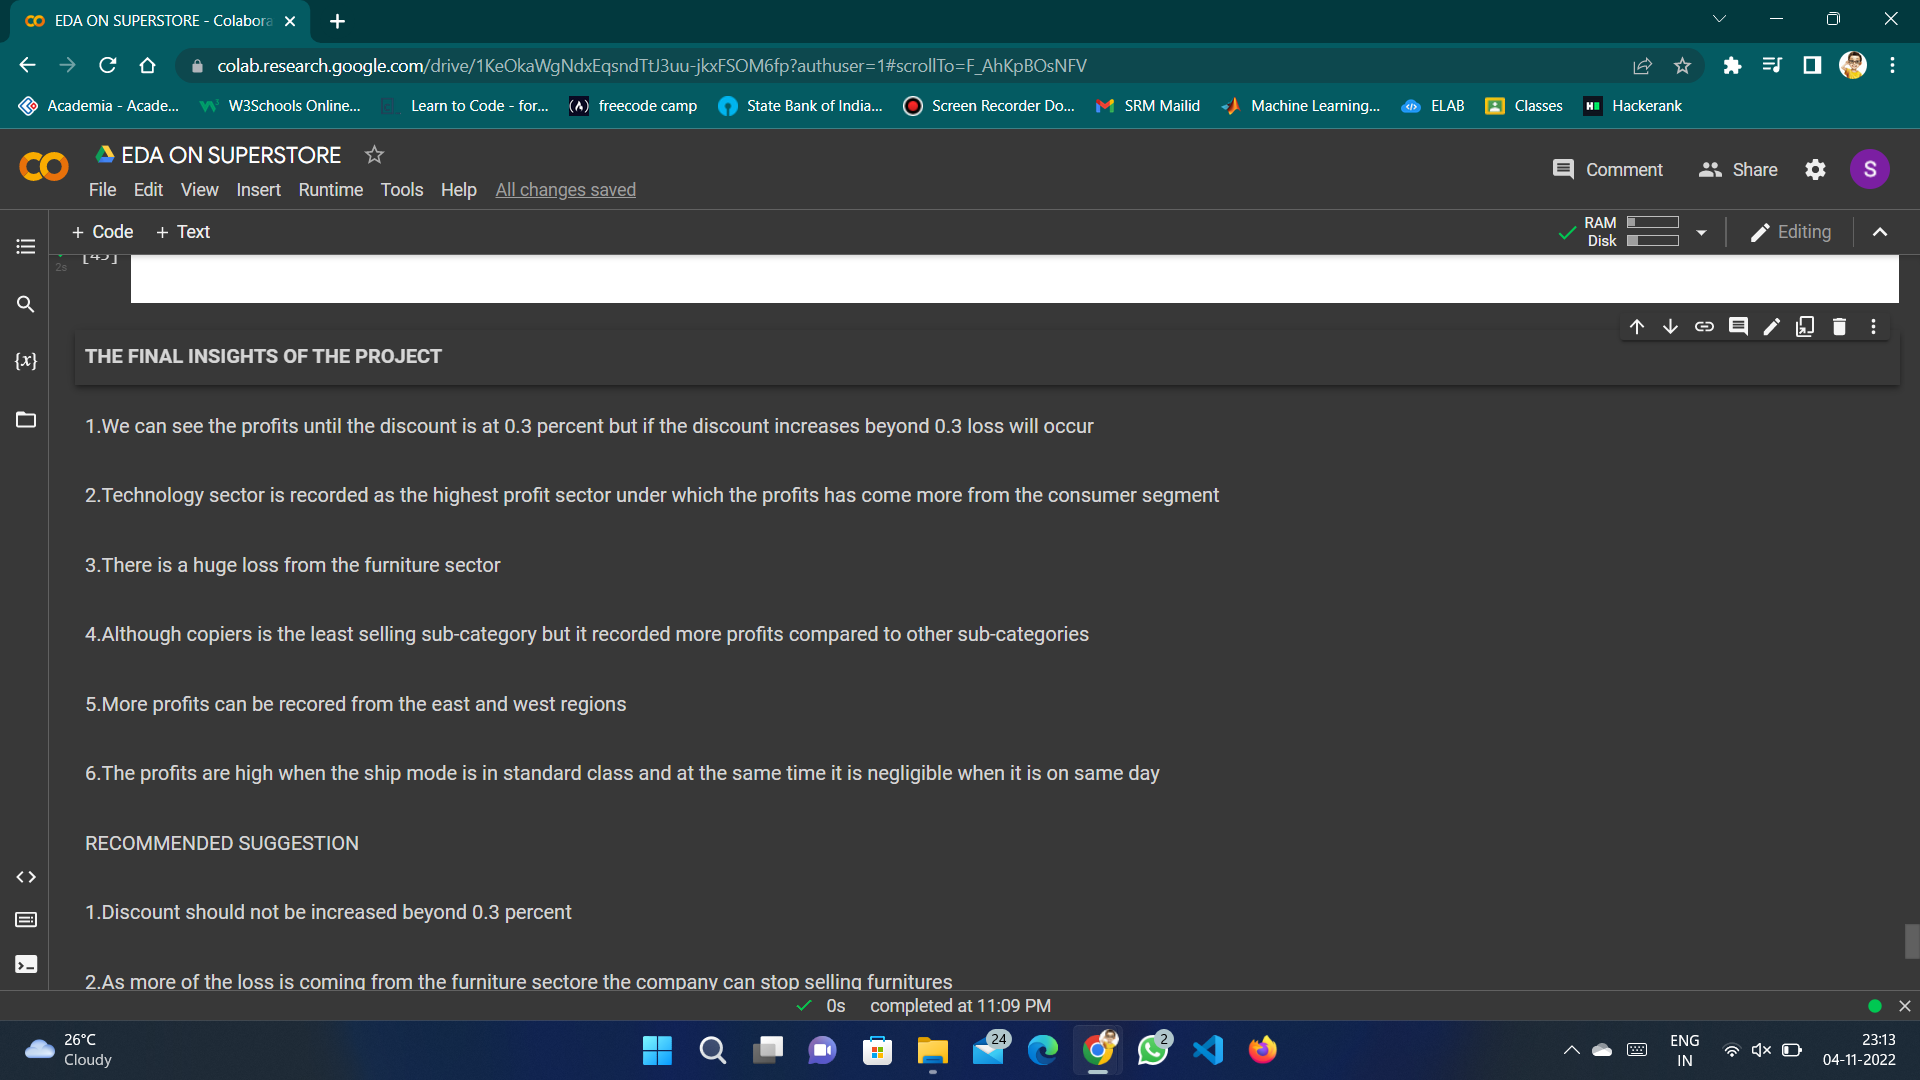 EDA ON SUPERSTORE - Colabora
colab.research.google.com/drive/1KeOkaWgNdxEqsndTtJ3uu-jkxFSOM6fp?authuser=1#scrollTo=F_AhKpBOsNFV
Academia - Acade... W3Schools Online... Learn to Code - for... freecode camp State Bank of India... Screen Recorder Do... SRM Mailid Machine Learning... ELAB Classes Hackerank
EDA ON SUPERSTORE
Comment Share S
File Edit View Insert Runtime Tools Help All changes saved
+ Code + Text RAM Disk Editing
2s
THE FINAL INSIGHTS OF THE PROJECT
1.We can see the profits until the discount is at 0.3 percent but if the discount increases beyond 0.3 loss will occur
2.Technology sector is recorded as the highest profit sector under which the profits has come more from the consumer segment
3.There is a huge loss from the furniture sector
4.Although copiers is the least selling sub-category but it recorded more profits compared to other sub-categories
5.More profits can be recored from the east and west regions
6.The profits are high when the ship mode is in standard class and at the same time it is negligible when it is on same day
RECOMMENDED SUGGESTION
1.Discount should not be increased beyond 0.3 percent
2.As more of the loss is coming from the furniture sectore the company can stop selling furnitures
0s completed at 11:09 PM
26°C
Cloudy
24
2
ENG
IN
23:13
04-11-2022